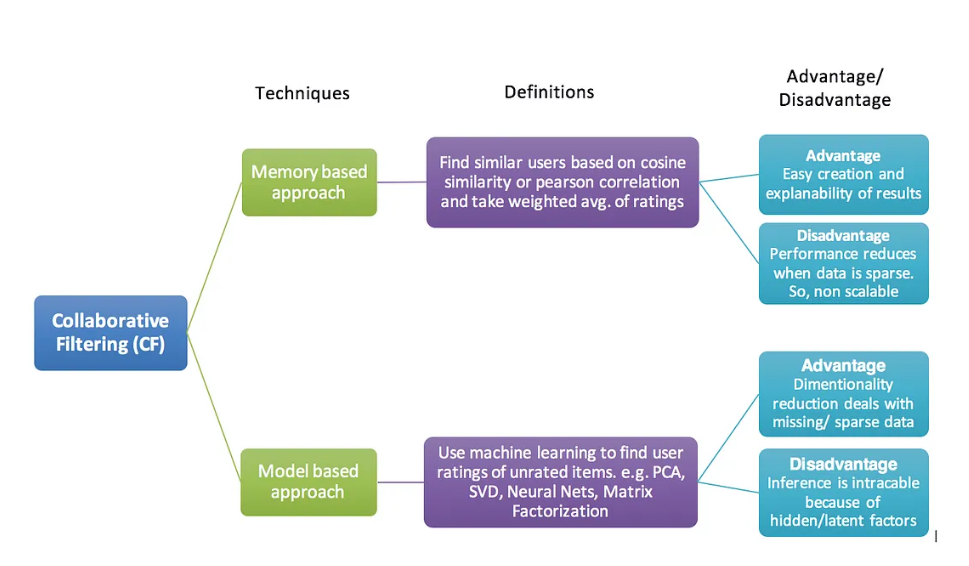 Techniques
Definitions
Advantage/
Disadvantage
Memory based
approach
Find similar users based on cosine
similarity or pearson correlation
and take weighted avg. of ratings
Advantage
Easy creation and
explanability of results
Disadvantage
Performance reduces
when data is sparse.
So, non scalable
Collaborative
Filtering (CF)
Model based
approach
Use machine learning to find user
ratings of unrated items. e.g. PCA,
SVD, Neural Nets, Matrix
Factorization
Advantage
Dimentionality
reduction deals with
missing/ sparse data
Disadvantage
Inference is intracable
because of
hidden/latent factors